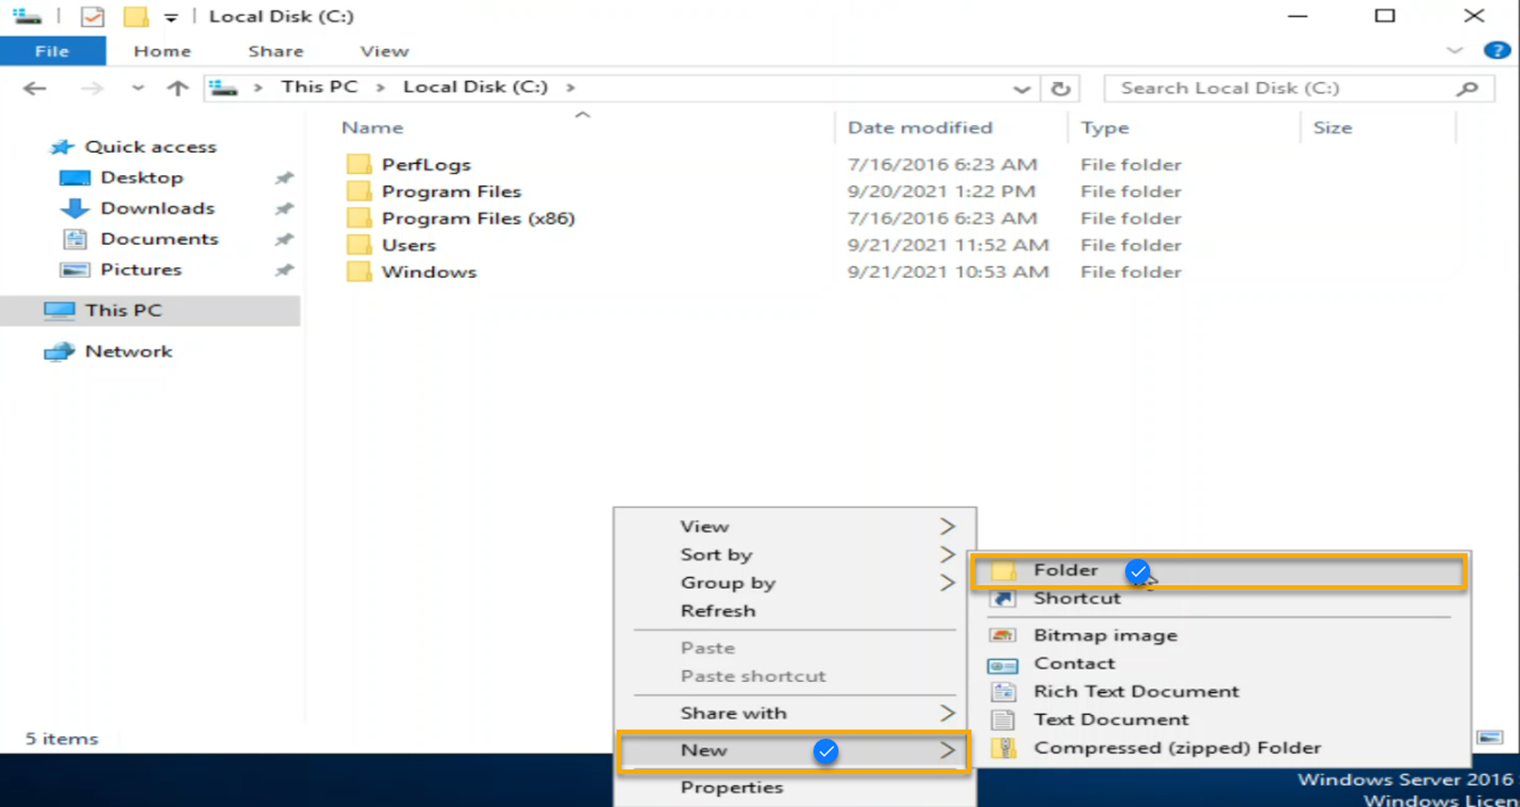 Local Disk (C:)
File Home Share View
This PC Local Disk (C:) Search Local Disk (C:)
Name Date modified Type Size
Quick access
Desktop
Downloads
Documents
Pictures
This PC
Network
PerfLogs 7/16/2016 6:23 AM File folder
Program Files 9/20/2021 1:22 PM File folder
Program Files (x86) 7/16/2016 6:23 AM File folder
Users 9/21/2021 11:52 AM File folder
Windows 9/21/2021 10:53 AM File folder
View
Sort by
Group by
Refresh
Paste
Paste shortcut
Share with
New
Properties
Folder
Shortcut
Bitmap image
Contact
Rich Text Document
Text Document
Compressed (zipped) Folder
5 items
Windows Server 2016
Windows Licen